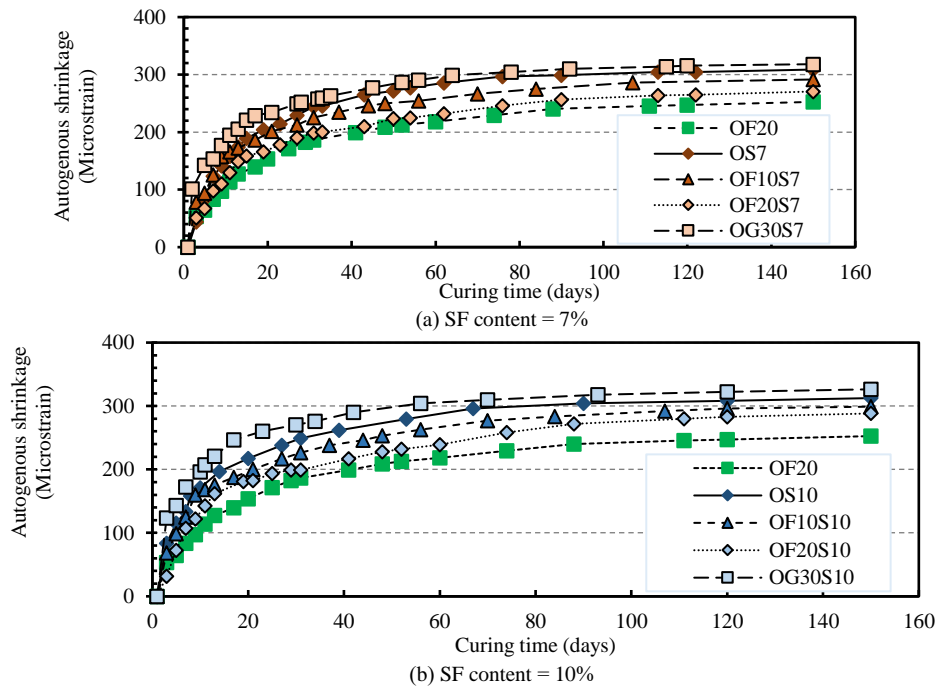 Autogenous shrinkage
(Microstrain)
400
300
200
100
0
OF20
OS7
OF10S7
OF20S7
OG30S7
0 20 40 60 80 100 120 140 160
Curing time (days)
(a) SF content = 7%
Autogenous shrinkage
(Microstrain)
400
300
200
100
0
OF20
OS10
OF10S10
OF20S10
OG30S10
0 20 40 60 80 100 120 140 160
Curing time (days)
(b) SF content = 10%